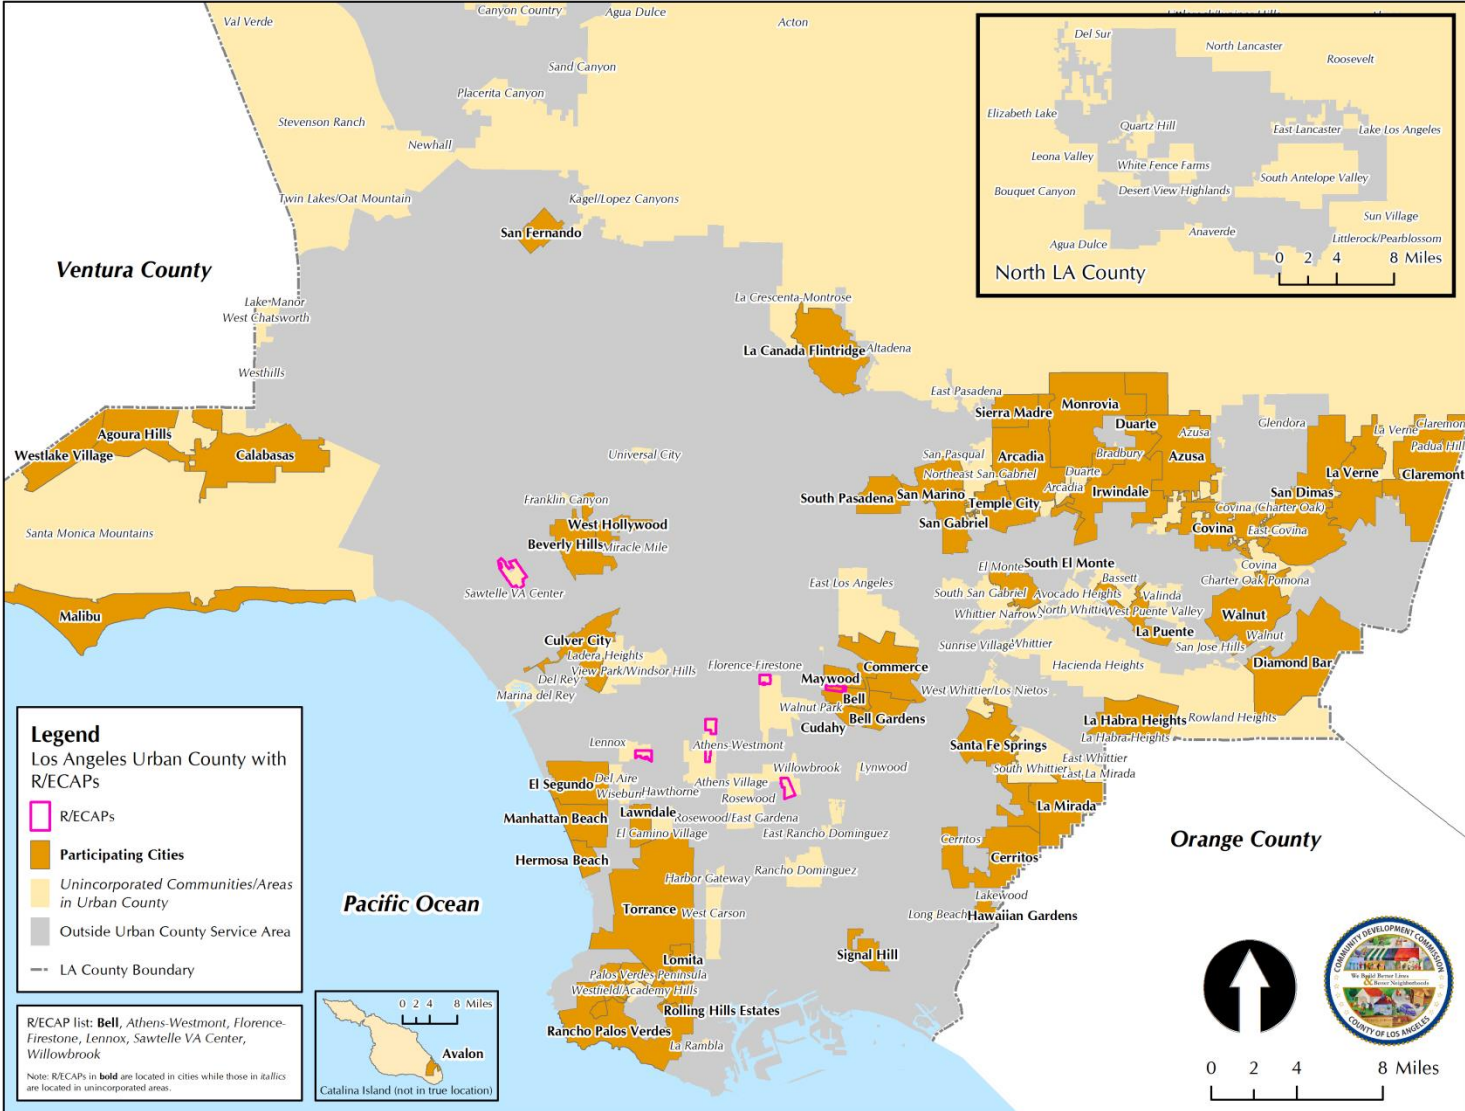 Canyon Country
Agua Dulce
Val Verde
Acton
Sand Canyon
Placerita Canyon
Stevenson Ranch
Newhall
Twin Lakes/Oat Mountain
Kagel/Lopez Canyons
San Fernando
Ventura County
Del Sur
North Lancaster
Roosevelt
Elizabeth Lake
Quartz Hill
East Lancaster
Lake Los Angeles
Leona Valley
White Fence Farms
South Antelope Valley
Bouquet Canyon
Desert View Highlands
Sun Village
Anaverde
Littlerock/Pearblossom
Agua Dulce
North LA County
0 2 4 8 Miles
Lake Manor
West Chatsworth
La Crescenta-Montrose
La Canada Flintridge
Altadena
Westhills
East Pasadena
Sierra Madre
Monrovia
Duarte
Azusa
Glendora
La Verne
Claremont
Padua Hill
Agoura Hills
Westlake Village
Calabasas
Universal City
San Pasqual
Arcadia
Bradbury
Azusa
Northeast San Gabriel
Duarte
La Verne
Claremont
Franklin Canyon
South Pasadena
San Marino
Temple City
Arcadia
Irwindale
San Dimas
West Hollywood
San Gabriel
Covina
Covina (Charter Oak)
East Covina
Santa Monica Mountains
Beverly Hills
Miracle Mile
Sawtelle VA Center
East Los Angeles
El Monte
South El Monte
Covina
Charter Oak
Pomona
Bassett
South San Gabriel
Avocado Heights
Valinda
Whittier Narrows
North Whittier
West Puente Valley
Walnut
Malibu
Culver City
La Puente
Walnut
Ladera Heights
Florence-Firestone
Commerce
Sunrise Village
Whittier
San Jose Hills
View Park/Windsor Hills
Maywood
Hacienda Heights
Diamond Bar
Del Rey
Marina del Rey
Bell
West Whittier/Los Nietos
Walnut Park
Bell Gardens
Cudahy
La Habra Heights
Rowland Heights
Lennox
Athens-Westmont
Santa Fe Springs
La Habra Heights
East Whittier
Willowbrook
Lynwood
South Whittier
East La Mirada
El Segundo
Del Aire
Athens Village
Wiseburn
Hawthorne
Rosewood
La Mirada
Manhattan Beach
Lawndale
Rosewood/East Gardena
El Camino Village
East Rancho Dominguez
Cerritos
Hermosa Beach
Cerritos
Orange County
Harbor Gateway
Rancho Dominguez
Lakewood
Pacific Ocean
Torrance
West Carson
Long Beach
Hawaiian Gardens
Signal Hill
Lomita
Palos Verdes Peninsula
Westfield/Academy Hills
Rolling Hills Estates
Rancho Palos Verdes
La Rambla
Legend
Los Angeles Urban County with
R/ECAPs
R/ECAPs
Participating Cities
Unincorporated Communities/Areas
in Urban County
Outside Urban County Service Area
LA County Boundary
R/ECAP list: Bell, Athens-Westmont, Florence-
Firestone, Lennox, Sawtelle VA Center,
Willowbrook
Note: R/ECAPs in bold are located in cities while those in itallics
are located in unincorporated areas.
0 2 4 8 Miles
Avalon
Catalina Island (not in true location)
COMMUNITY DEVELOPMENT COMMISSION
We Build Better Lives
& Better Neighborhoods
COUNTY OF LOS ANGELES
0 2 4 8 Miles